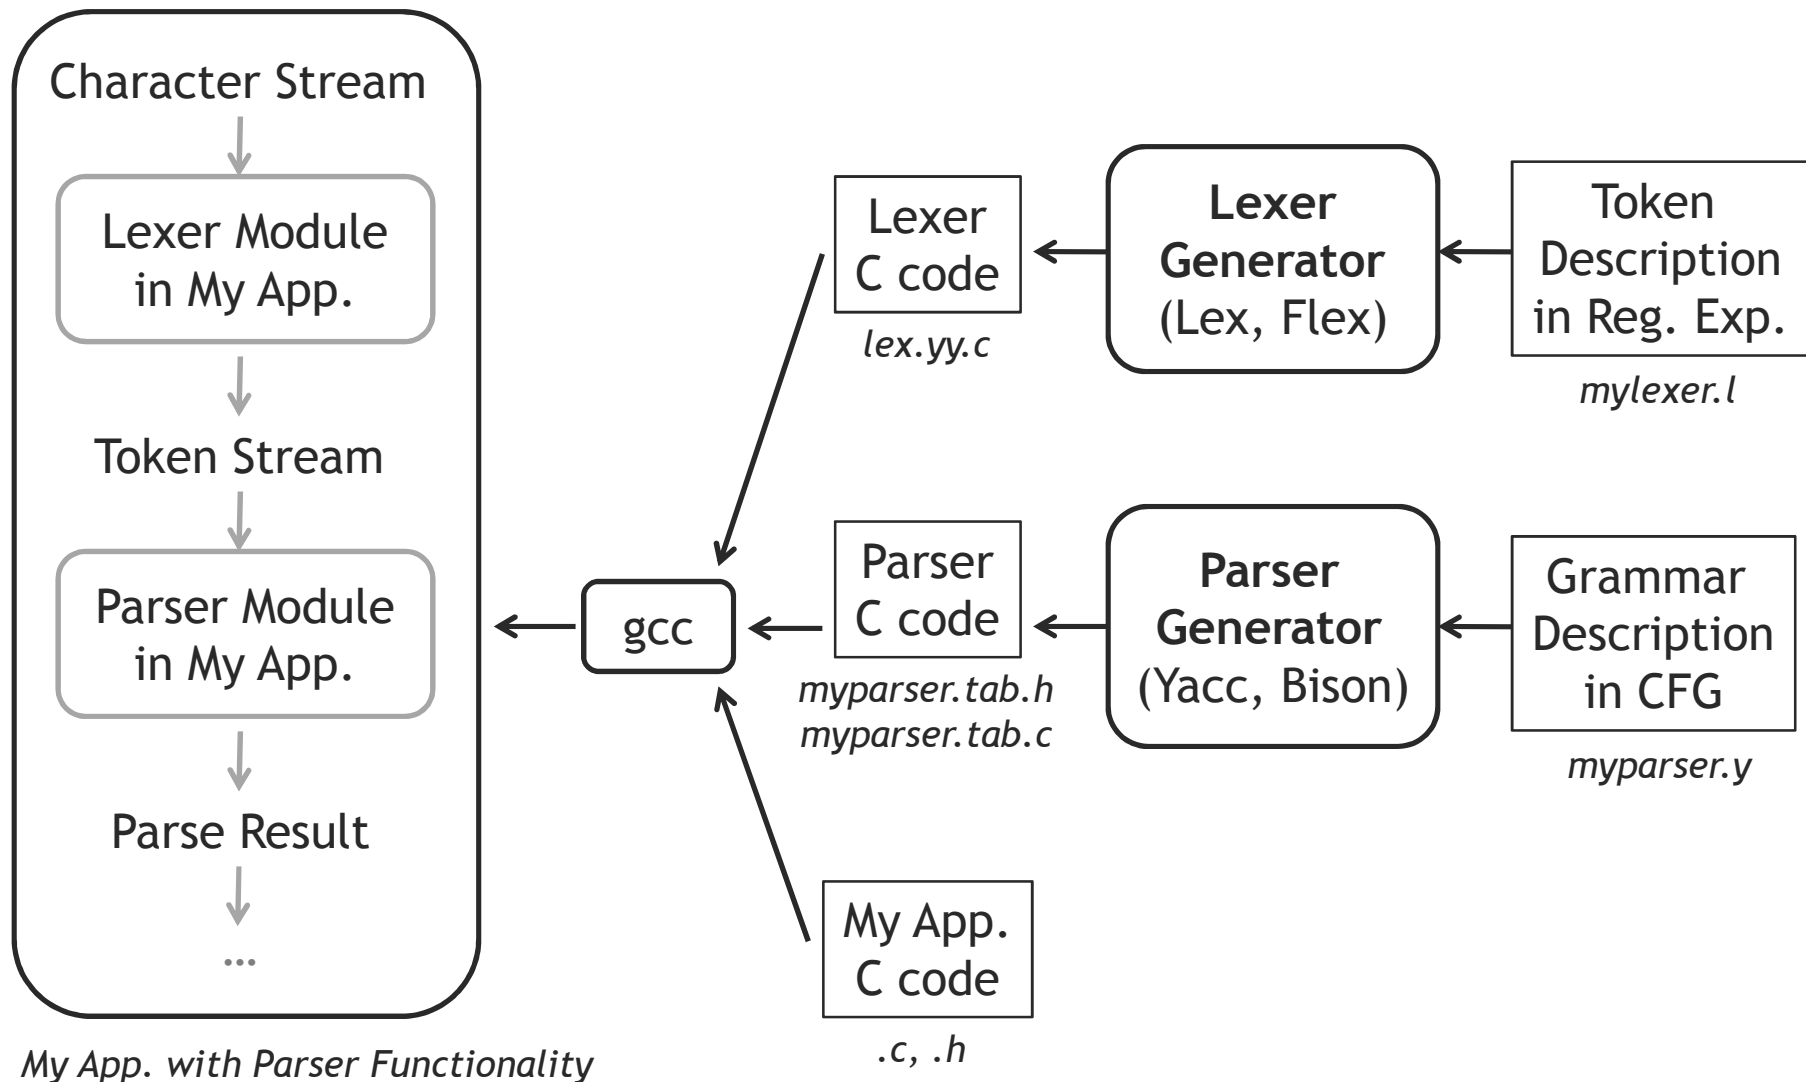 Character Stream
Lexer Module
in My App.
Token Stream
Parser Module
in My App.
Parse Result
...
My App. with Parser Functionality
gcc
Lexer
C code
lex.yy.c
Parser
C code
myparser.tab.h
myparser.tab.c
My App.
C code
.c, .h
Lexer
Generator
(Lex, Flex)
Parser
Generator
(Yacc, Bison)
Token
Description
in Reg. Exp.
mylexer.l
Grammar
Description
in CFG
myparser.y